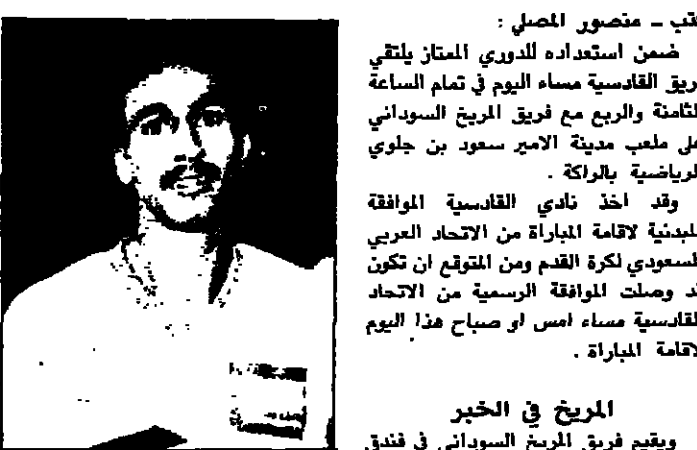 كتب - منصور المصلي :
ضمن استعداده للدوري الممتاز يلتقي
فريق القادسية مساء اليوم في تمام الساعة
الثامنة والربع مع فريق المريخ السوداني
على ملعب مدينة الامير سعود بن جلوي
الرياضية بالراكة .
وقد اخذ نادي القادسية الموافقة
المبدئية لاقامة المباراة من الاتحاد العربي
السعودي لكرة القدم ومن المتوقع ان تكون
قد وصلت الموافقة الرسمية من الاتحاد
للقادسية مساء امس او صباح هذا اليوم
لاقامة المباراة .
المريخ في الخبر
ويقيم فريق المريخ السوداني في فندق